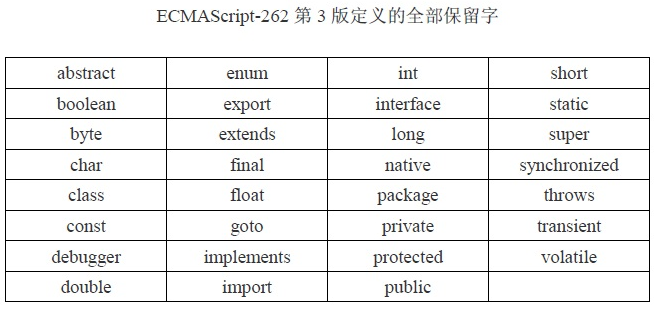 ECMAScript-262 第 3 版定义的全部保留字
abstract enum int short
boolean export interface static
byte extends long super
char final native synchronized
class float package throws
const goto private transient
debugger implements protected volatile
double import public